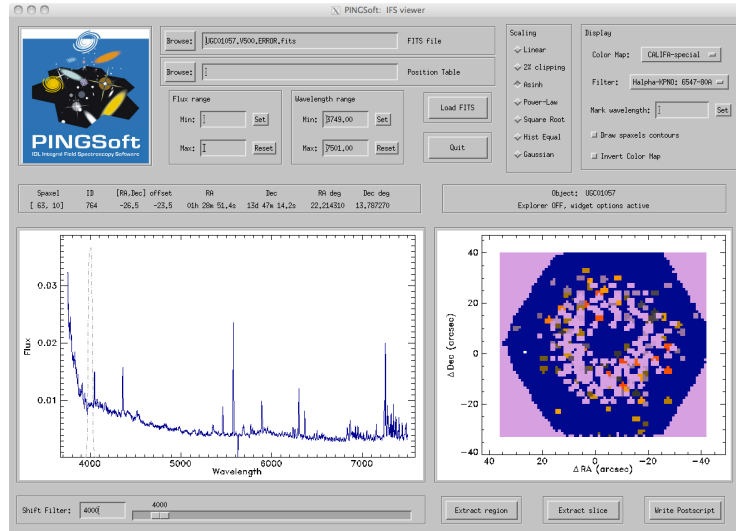 PINGSoft: IFS viewer
PINGSoft
IDL Integral Field Spectroscopy Software
Browse: UGC01057.V500.ERROR.fits FITS file
Browse: Position Table
Flux range
Min: Set
Max: Reset
Wavelength range
Min: 3749.00 Set
Max: 7501.00 Reset
Load FITS
Quit
Scaling
Linear
2% clipping
Asinh
Power-Law
Square Root
Hist Equal
Gaussian
Display
Color Map: CALIFA-special
Filter: Halpha-KPNO: 6547-80A
Mark wavelength: Set
Draw spaxels contours
Invert Color Map
Spaxel ID [RA,Dec] offset RA Dec RA deg Dec deg
[ 63, 10] 764 -26.5 -23.5 01h 28m 51.4s 13d 47m 14.2s 22.214310 13.787270
Object: UGC01057
Explorer OFF, widget options active
0.03
0.02
0.01
Flux
4000 5000 6000 7000
Wavelength
40
20
0
-20
-40
Δ Dec (arcsec)
40 20 0 -20 -40
Δ RA (arcsec)
Shift Filter: 4000 4000
Extract region
Extract slice
Write Postscript